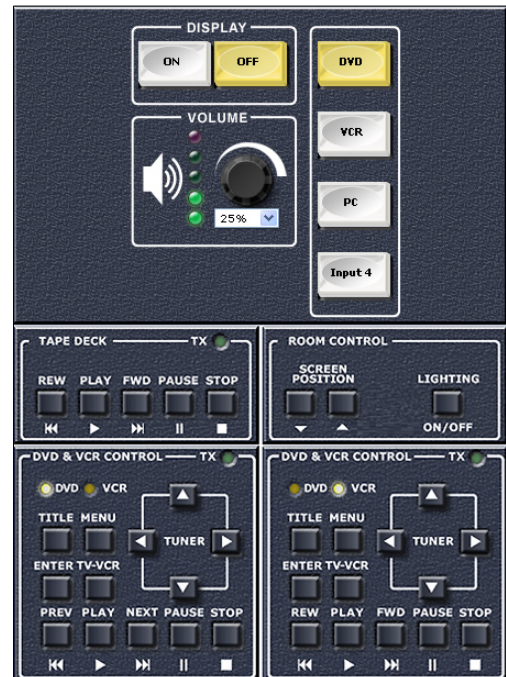 DISPLAY
ON OFF
VOLUME
25%
DVD
VCR
PC
Input 4
TAPE DECK TX
REW PLAY FWD PAUSE STOP
ROOM CONTROL
SCREEN
POSITION
LIGHTING
ON/OFF
DVD & VCR CONTROL TX
DVD VCR
TITLE MENU
TUNER
ENTER TV-VCR
PREV PLAY NEXT PAUSE STOP
DVD & VCR CONTROL TX
DVD VCR
TITLE MENU
TUNER
ENTER TV-VCR
REW PLAY FWD PAUSE STOP